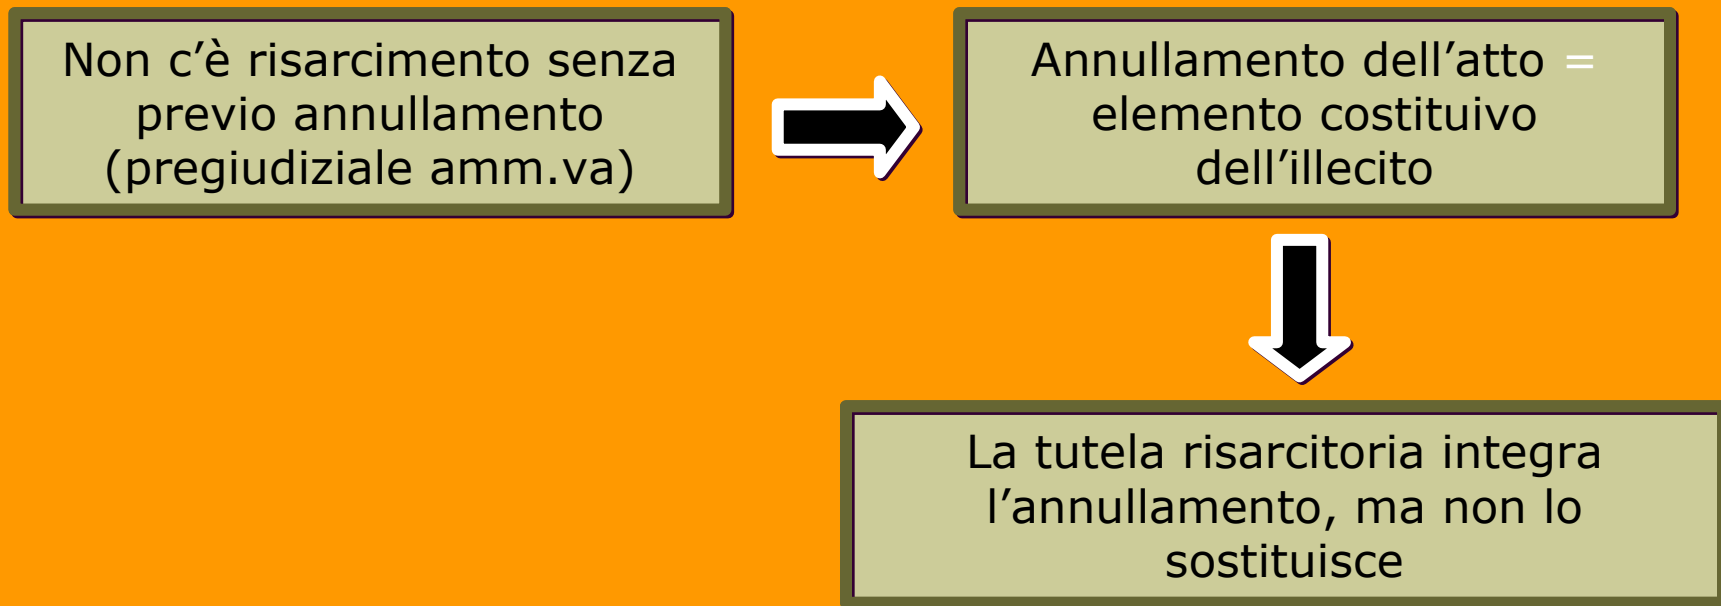 Non c’è risarcimento senza
previo annullamento
(pregiudiziale amm.va)
Annullamento dell’atto =
elemento costituivo
dell’illecito
La tutela risarcitoria integra
l’annullamento, ma non lo
sostituisce